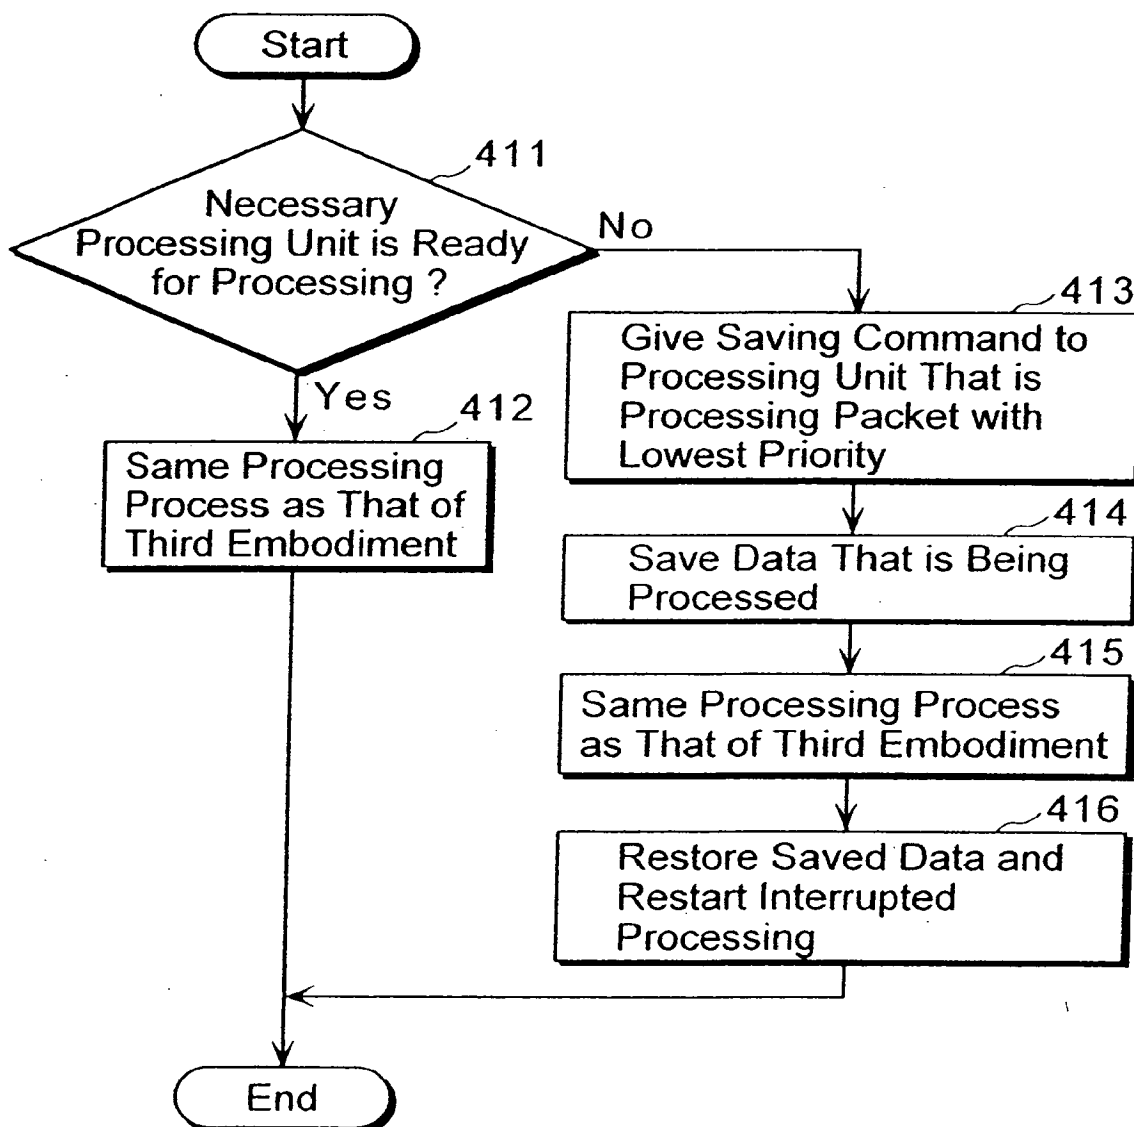 Start
411
Necessary
Processing Unit is Ready
for Processing ?
No
Yes
412
Same Processing
Process as That of
Third Embodiment
413
Give Saving Command to
Processing Unit That is
Processing Packet with
Lowest Priority
414
Save Data That is Being
Processed
415
Same Processing Process
as That of Third Embodiment
416
Restore Saved Data and
Restart Interrupted
Processing
End